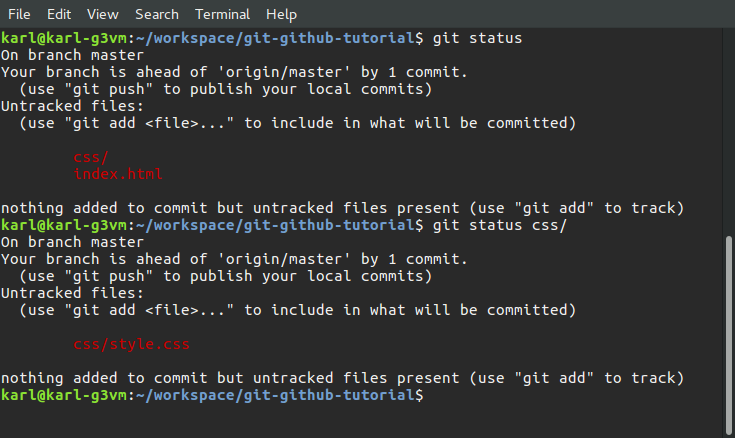 File Edit View Search Terminal Help
karl@karl-g3vm:~/workspace/git-github-tutorial$ git status
On branch master
Your branch is ahead of 'origin/master' by 1 commit.
  (use "git push" to publish your local commits)
Untracked files:
  (use "git add <file>..." to include in what will be committed)
css/
index.html
nothing added to commit but untracked files present (use "git add" to track)
karl@karl-g3vm:~/workspace/git-github-tutorial$ git status css/
On branch master
Your branch is ahead of 'origin/master' by 1 commit.
  (use "git push" to publish your local commits)
Untracked files:
  (use "git add <file>..." to include in what will be committed)
css/style.css
nothing added to commit but untracked files present (use "git add" to track)
karl@karl-g3vm:~/workspace/git-github-tutorial$